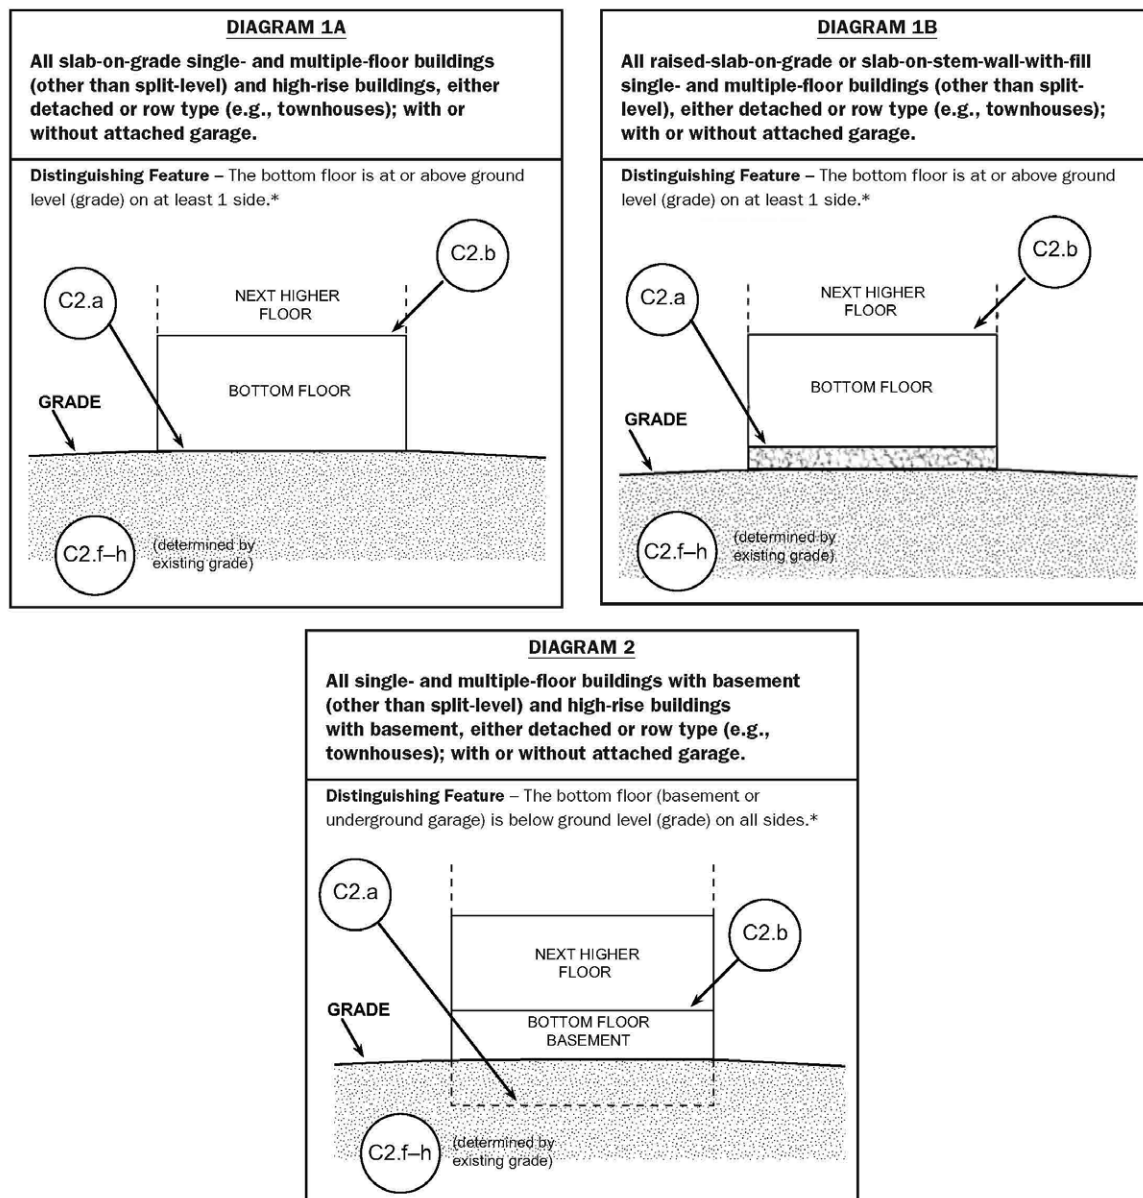 DIAGRAM 1A
All slab-on-grade single- and multiple-floor buildings
(other than split-level) and high-rise buildings, either
detached or row type (e.g., townhouses); with or
without attached garage.
Distinguishing Feature – The bottom floor is at or above ground
level (grade) on at least 1 side.*
C2.b
C2.a
NEXT HIGHER
FLOOR
BOTTOM FLOOR
GRADE
C2.f–h
(determined by
existing grade)
DIAGRAM 1B
All raised-slab-on-grade or slab-on-stem-wall-with-fill
single- and multiple-floor buildings (other than split-
level), either detached or row type (e.g., townhouses);
with or without attached garage.
Distinguishing Feature – The bottom floor is at or above ground
level (grade) on at least 1 side.*
C2.b
C2.a
NEXT HIGHER
FLOOR
BOTTOM FLOOR
GRADE
C2.f–h
(determined by
existing grade)
DIAGRAM 2
All single- and multiple-floor buildings with basement
(other than split-level) and high-rise buildings
with basement, either detached or row type (e.g.,
townhouses); with or without attached garage.
Distinguishing Feature – The bottom floor (basement or
underground garage) is below ground level (grade) on all sides.*
C2.a
C2.b
NEXT HIGHER
FLOOR
GRADE
BOTTOM FLOOR
BASEMENT
C2.f–h
(determined by
existing grade)